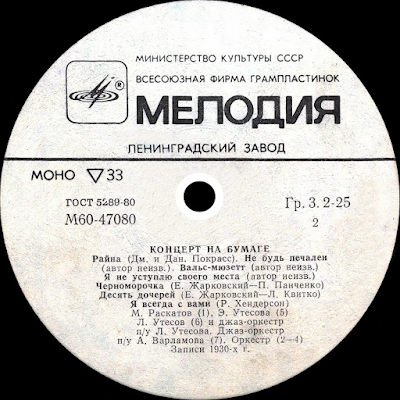 МИНИСТЕРСТВО КУЛЬТУРЫ СССР
ВСЕСОЮЗНАЯ ФИРМА ГРАМПЛАСТИНОК
®
МЕЛОДИЯ
ЛЕНИНГРАДСКИЙ ЗАВОД
МОНО ▽33
ГОСТ 5289-80
Гр. 3. 2-25
М60-47080
2
КОНЦЕРТ НА БУМАГЕ
Райна (Дм. и Дан. Покрасс). Не будь печален
(автор неизв.). Вальс-мюзетт (автор неизв.)
Я не уступлю своего места (автор неизв.)
Черноморочка (Е. Жарковский—П. Панченко)
Десять дочерей (Е. Жарковский—Л. Квитко)
Я всегда с вами (Р. Хендерсон)
М. Раскатов (1), Э. Утесова (5)
Л. Утесов (6) и джаз-оркестр
п/у Л. Утесова. Джаз-оркестр
п/у А. Варламова (7). Оркестр (2—4)
Записи 1930-х гг.